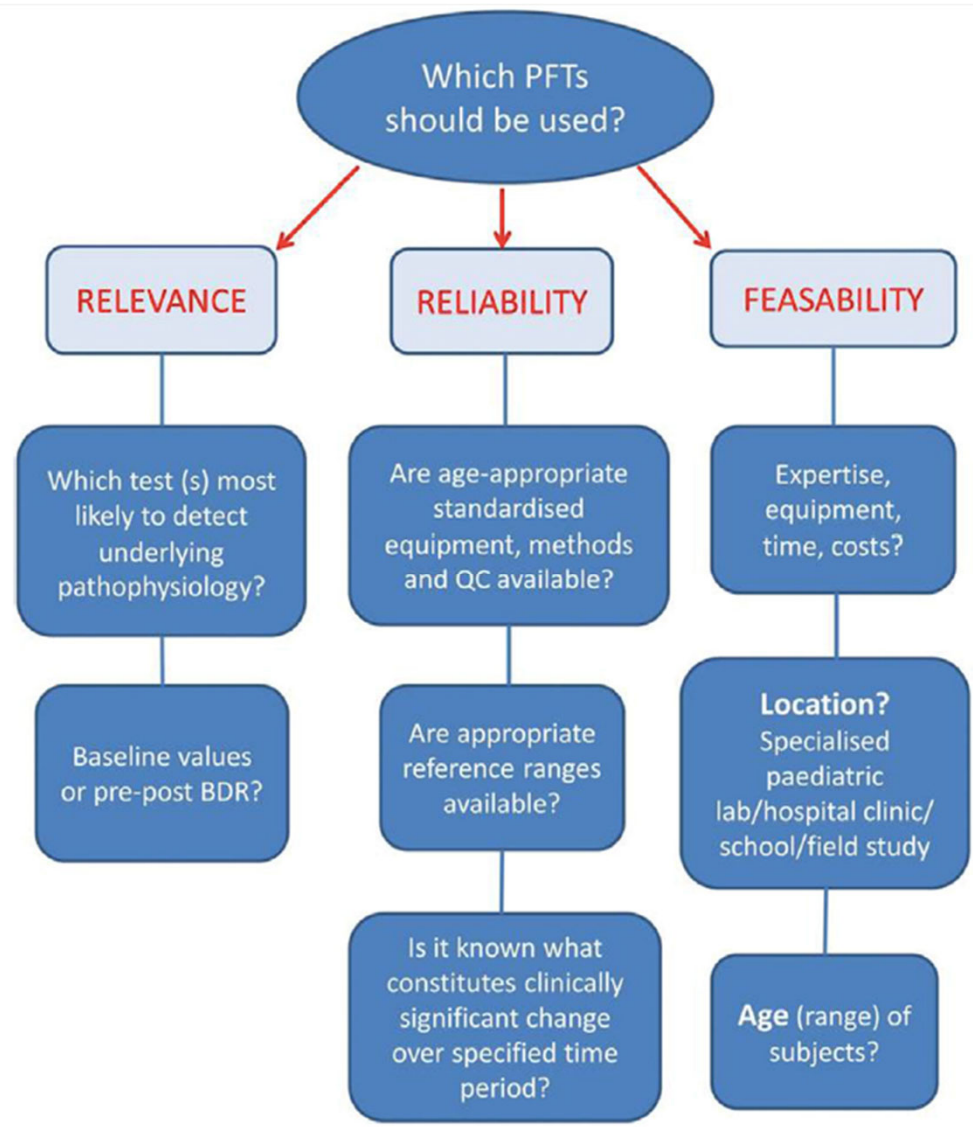 Which PFTs
should be used?
RELEVANCE
Which test (s) most
likely to detect
underlying
pathophysiology?
Baseline values
or pre-post BDR?
RELIABILITY
Are age-appropriate
standardised
equipment, methods
and QC available?
Are appropriate
reference ranges
available?
Is it known what
constitutes clinically
significant change
over specified time
period?
FEASABILITY
Expertise,
equipment,
time, costs?
Location?
Specialised
paediatric
lab/hospital clinic/
school/field study
Age (range) of
subjects?